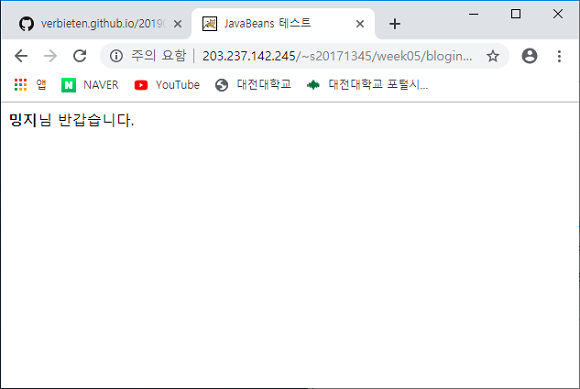 verbieten.github.io/2019
JavaBeans 테스트
주의 요함 | 203.237.142.245/~s20171345/week05/blogin...
앱 NAVER YouTube 대전대학교 대전대학교 포털시...
밍지님 반갑습니다.